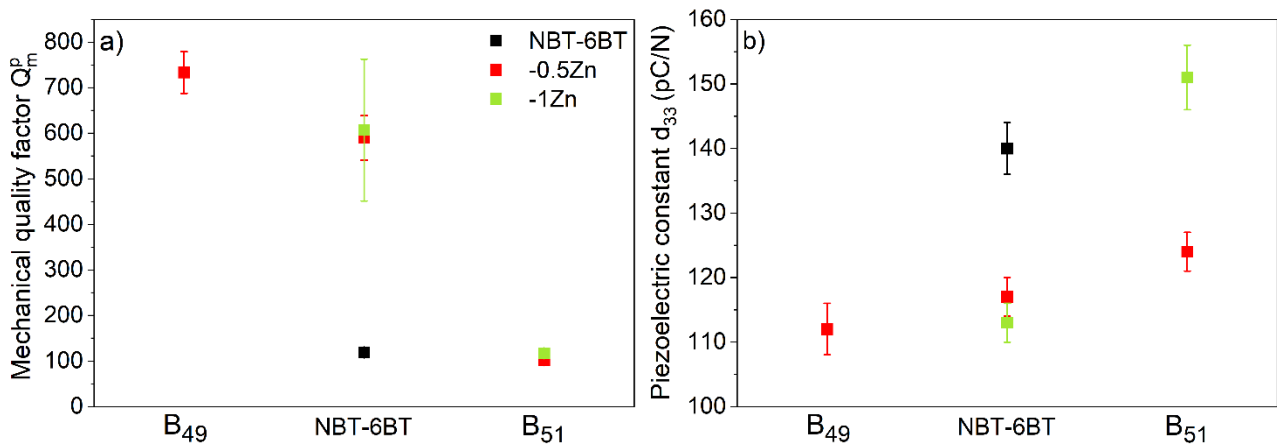 a)
Mechanical quality factor Q_m^p
800
700
600
500
400
300
200
100
0
NBT-6BT
-0.5Zn
-1Zn
B₄₉
NBT-6BT
B₅₁
b)
Piezoelectric constant d₃₃ (pC/N)
160
150
140
130
120
110
100
B₄₉
NBT-6BT
B₅₁